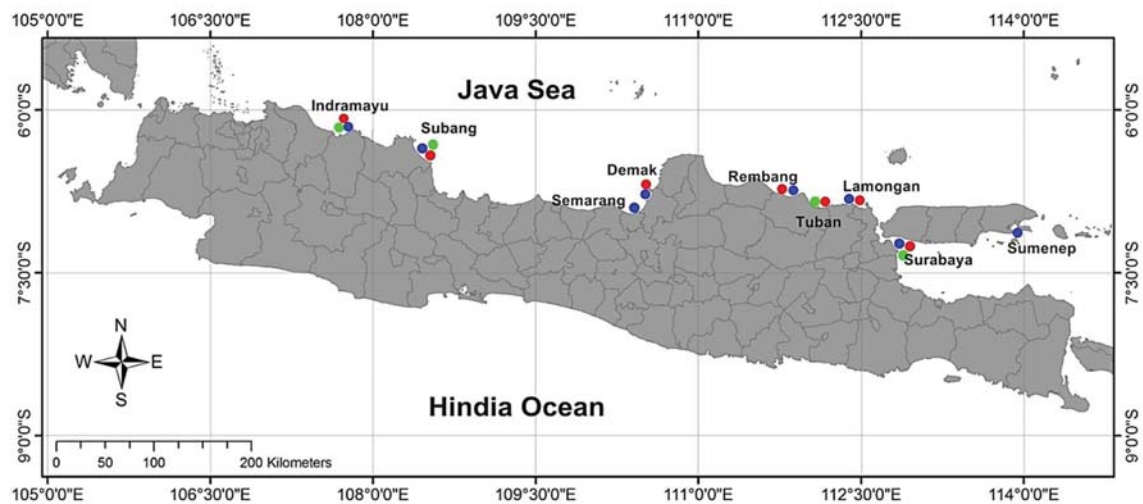 105°0'0"E 106°30'0"E 108°0'0"E 109°30'0"E 111°0'0"E 112°30'0"E 114°0'0"E
Java Sea
6°0'0"S
6°0'0"S
Indramayu
Subang
Demak
Rembang
Lamongan
Semarang
Tuban
Sumenep
Surabaya
7°30'0"S
7°30'0"S
N
W E
S
Hindia Ocean
9°0'0"S
9°0'0"S
0 50 100 200 Kilometers
105°0'0"E 106°30'0"E 108°0'0"E 109°30'0"E 111°0'0"E 112°30'0"E 114°0'0"E